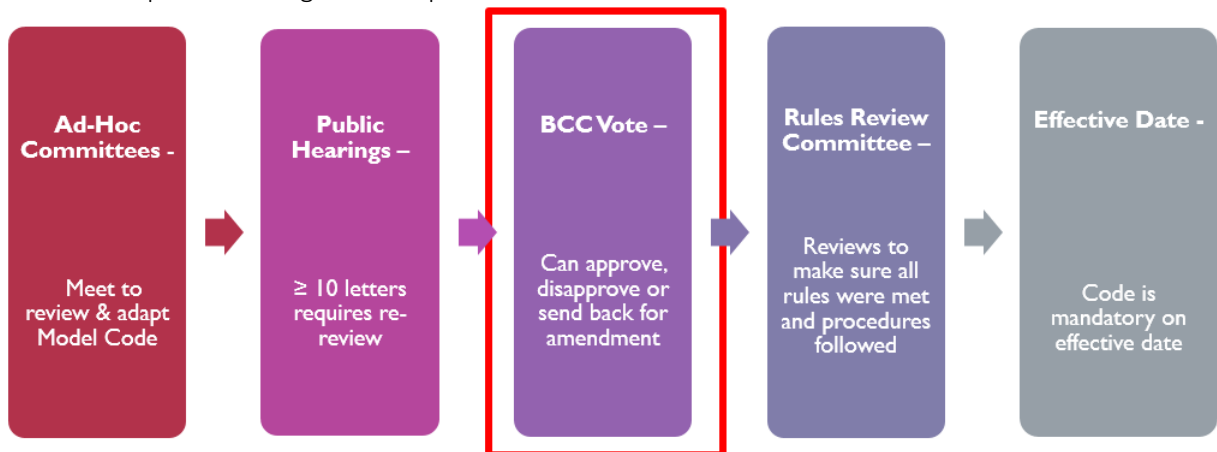 Ad-Hoc
Committees -
Meet to
review & adapt
Model Code
Public
Hearings –
≥ 10 letters
requires re-
review
BCC Vote –
Can approve,
disapprove or
send back for
amendment
Rules Review
Committee –
Reviews to
make sure all
rules were met
and procedures
followed
Effective Date -
Code is
mandatory on
effective date